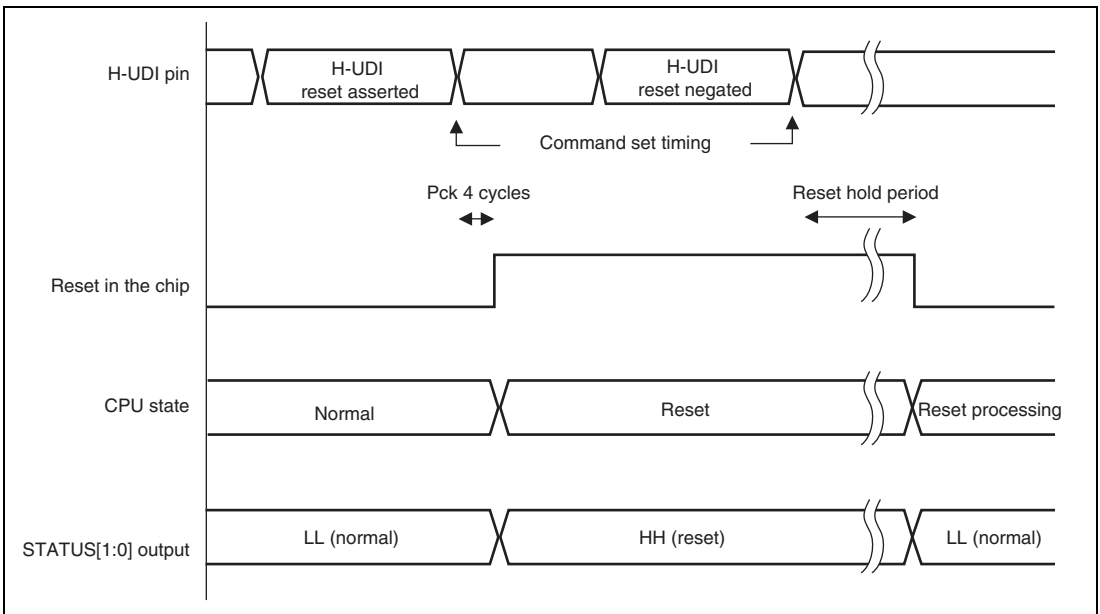 H-UDI pin
H-UDI
reset asserted
H-UDI
reset negated
Command set timing
Pck 4 cycles
Reset hold period
Reset in the chip
CPU state
Normal
Reset
Reset processing
STATUS[1:0] output
LL (normal)
HH (reset)
LL (normal)